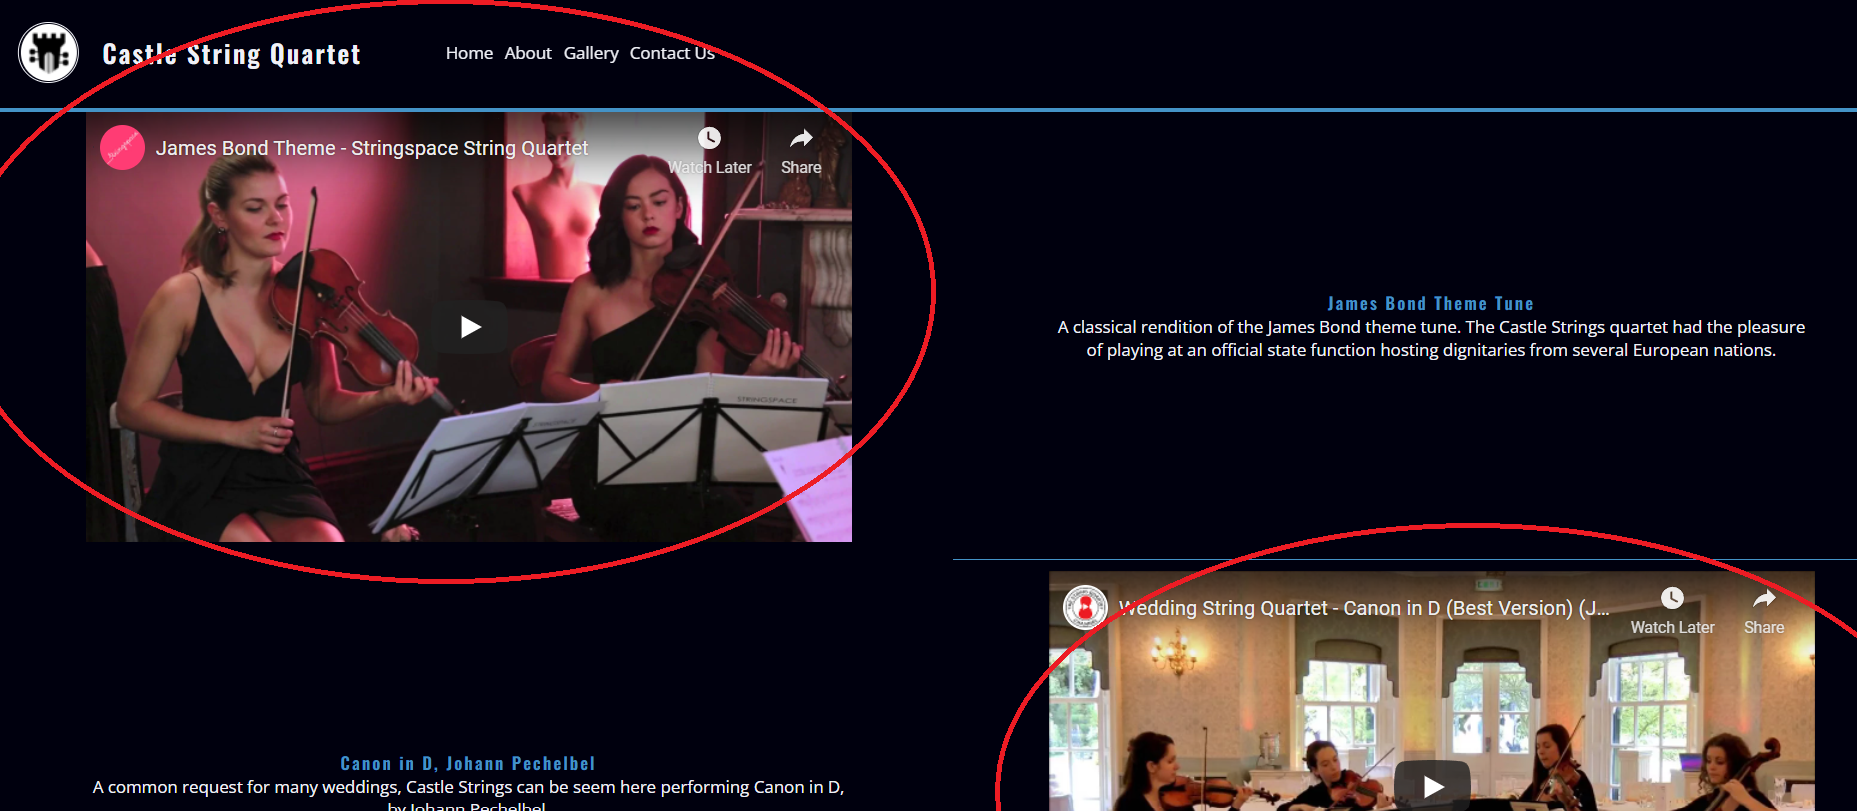 Castle String Quartet
Home About Gallery Contact Us
James Bond Theme - Stringspace String Quartet
Watch Later
Share
STRINGSPACE
STRINGSPACE
James Bond Theme Tune
A classical rendition of the James Bond theme tune. The Castle Strings quartet had the pleasure
of playing at an official state function hosting dignitaries from several European nations.
Wedding String Quartet - Canon in D (Best Version) (J...
Watch Later
Share
Canon in D, Johann Pechelbel
A common request for many weddings, Castle Strings can be seem here performing Canon in D,
by Johann Pechelbel